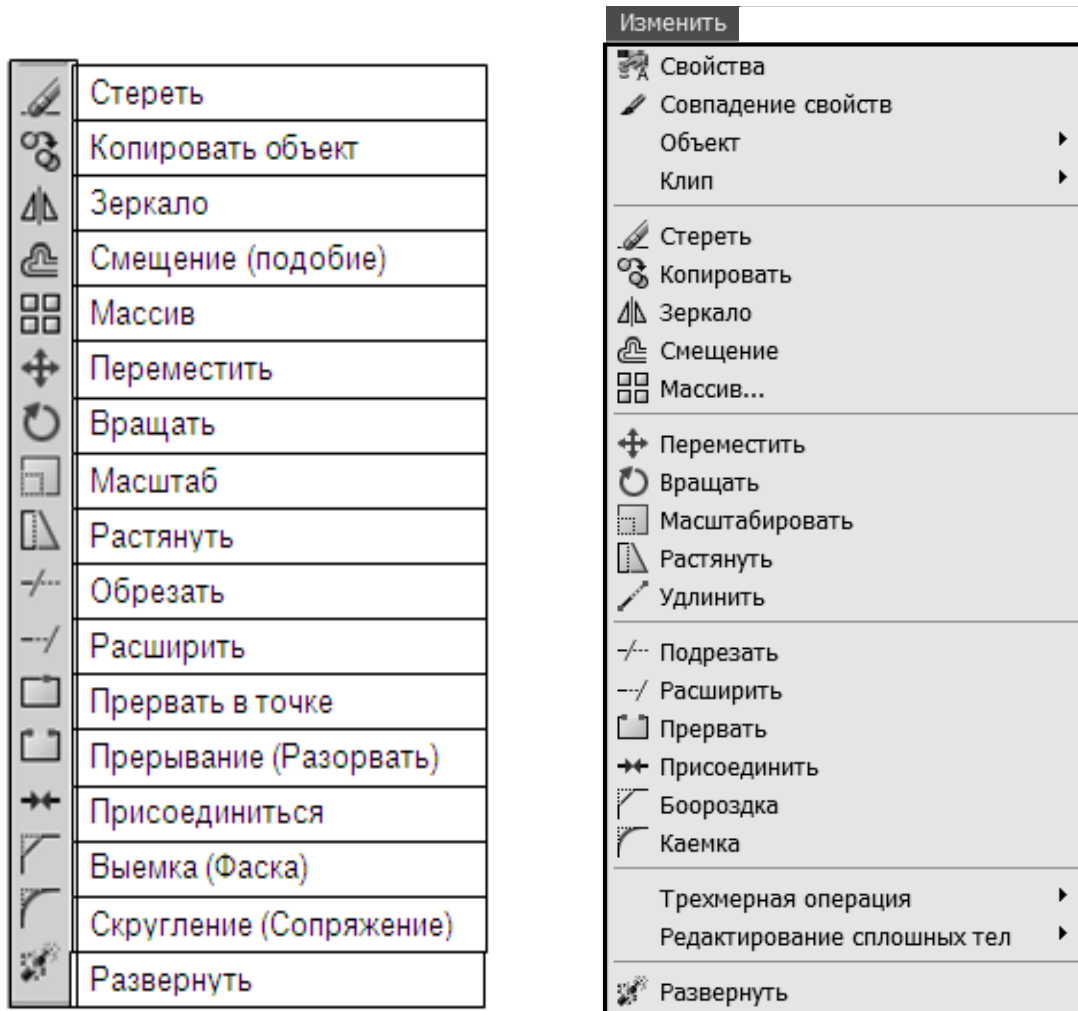 Стереть
Копировать объект
Зеркало
Смещение (подобие)
Массив
Переместить
Вращать
Масштаб
Растянуть
Обрезать
Расширить
Прервать в точке
Прерывание (Разорвать)
Присоединиться
Выемка (Фаска)
Скругление (Сопряжение)
Развернуть
Изменить
Свойства
Совпадение свойств
Объект
Клип
Стереть
Копировать
Зеркало
Смещение
Массив...
Переместить
Вращать
Масштабировать
Растянуть
Удлинить
Подрезать
Расширить
Прервать
Присоединить
Боороздка
Каемка
Трехмерная операция
Редактирование сплошных тел
Развернуть